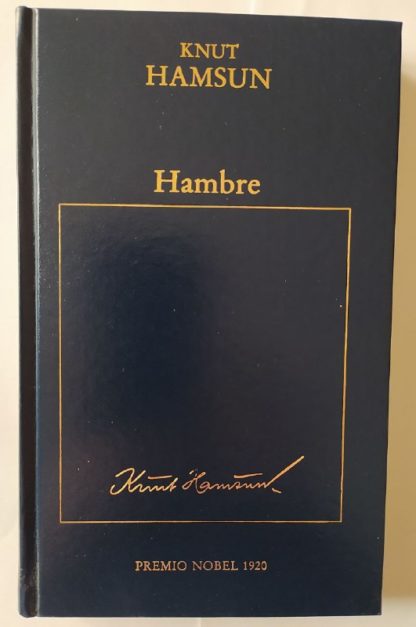 KNUT
HAMSUN
Hambre
Knut Hamsun
PREMIO NOBEL 1920